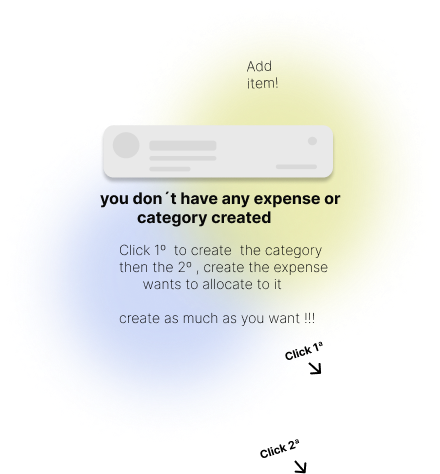 Add
item!
you don´t have any expense or
category created
Click 1º to create the category
then the 2º , create the expense
wants to allocate to it
create as much as you want !!!
Click 1ª
Click 2ª